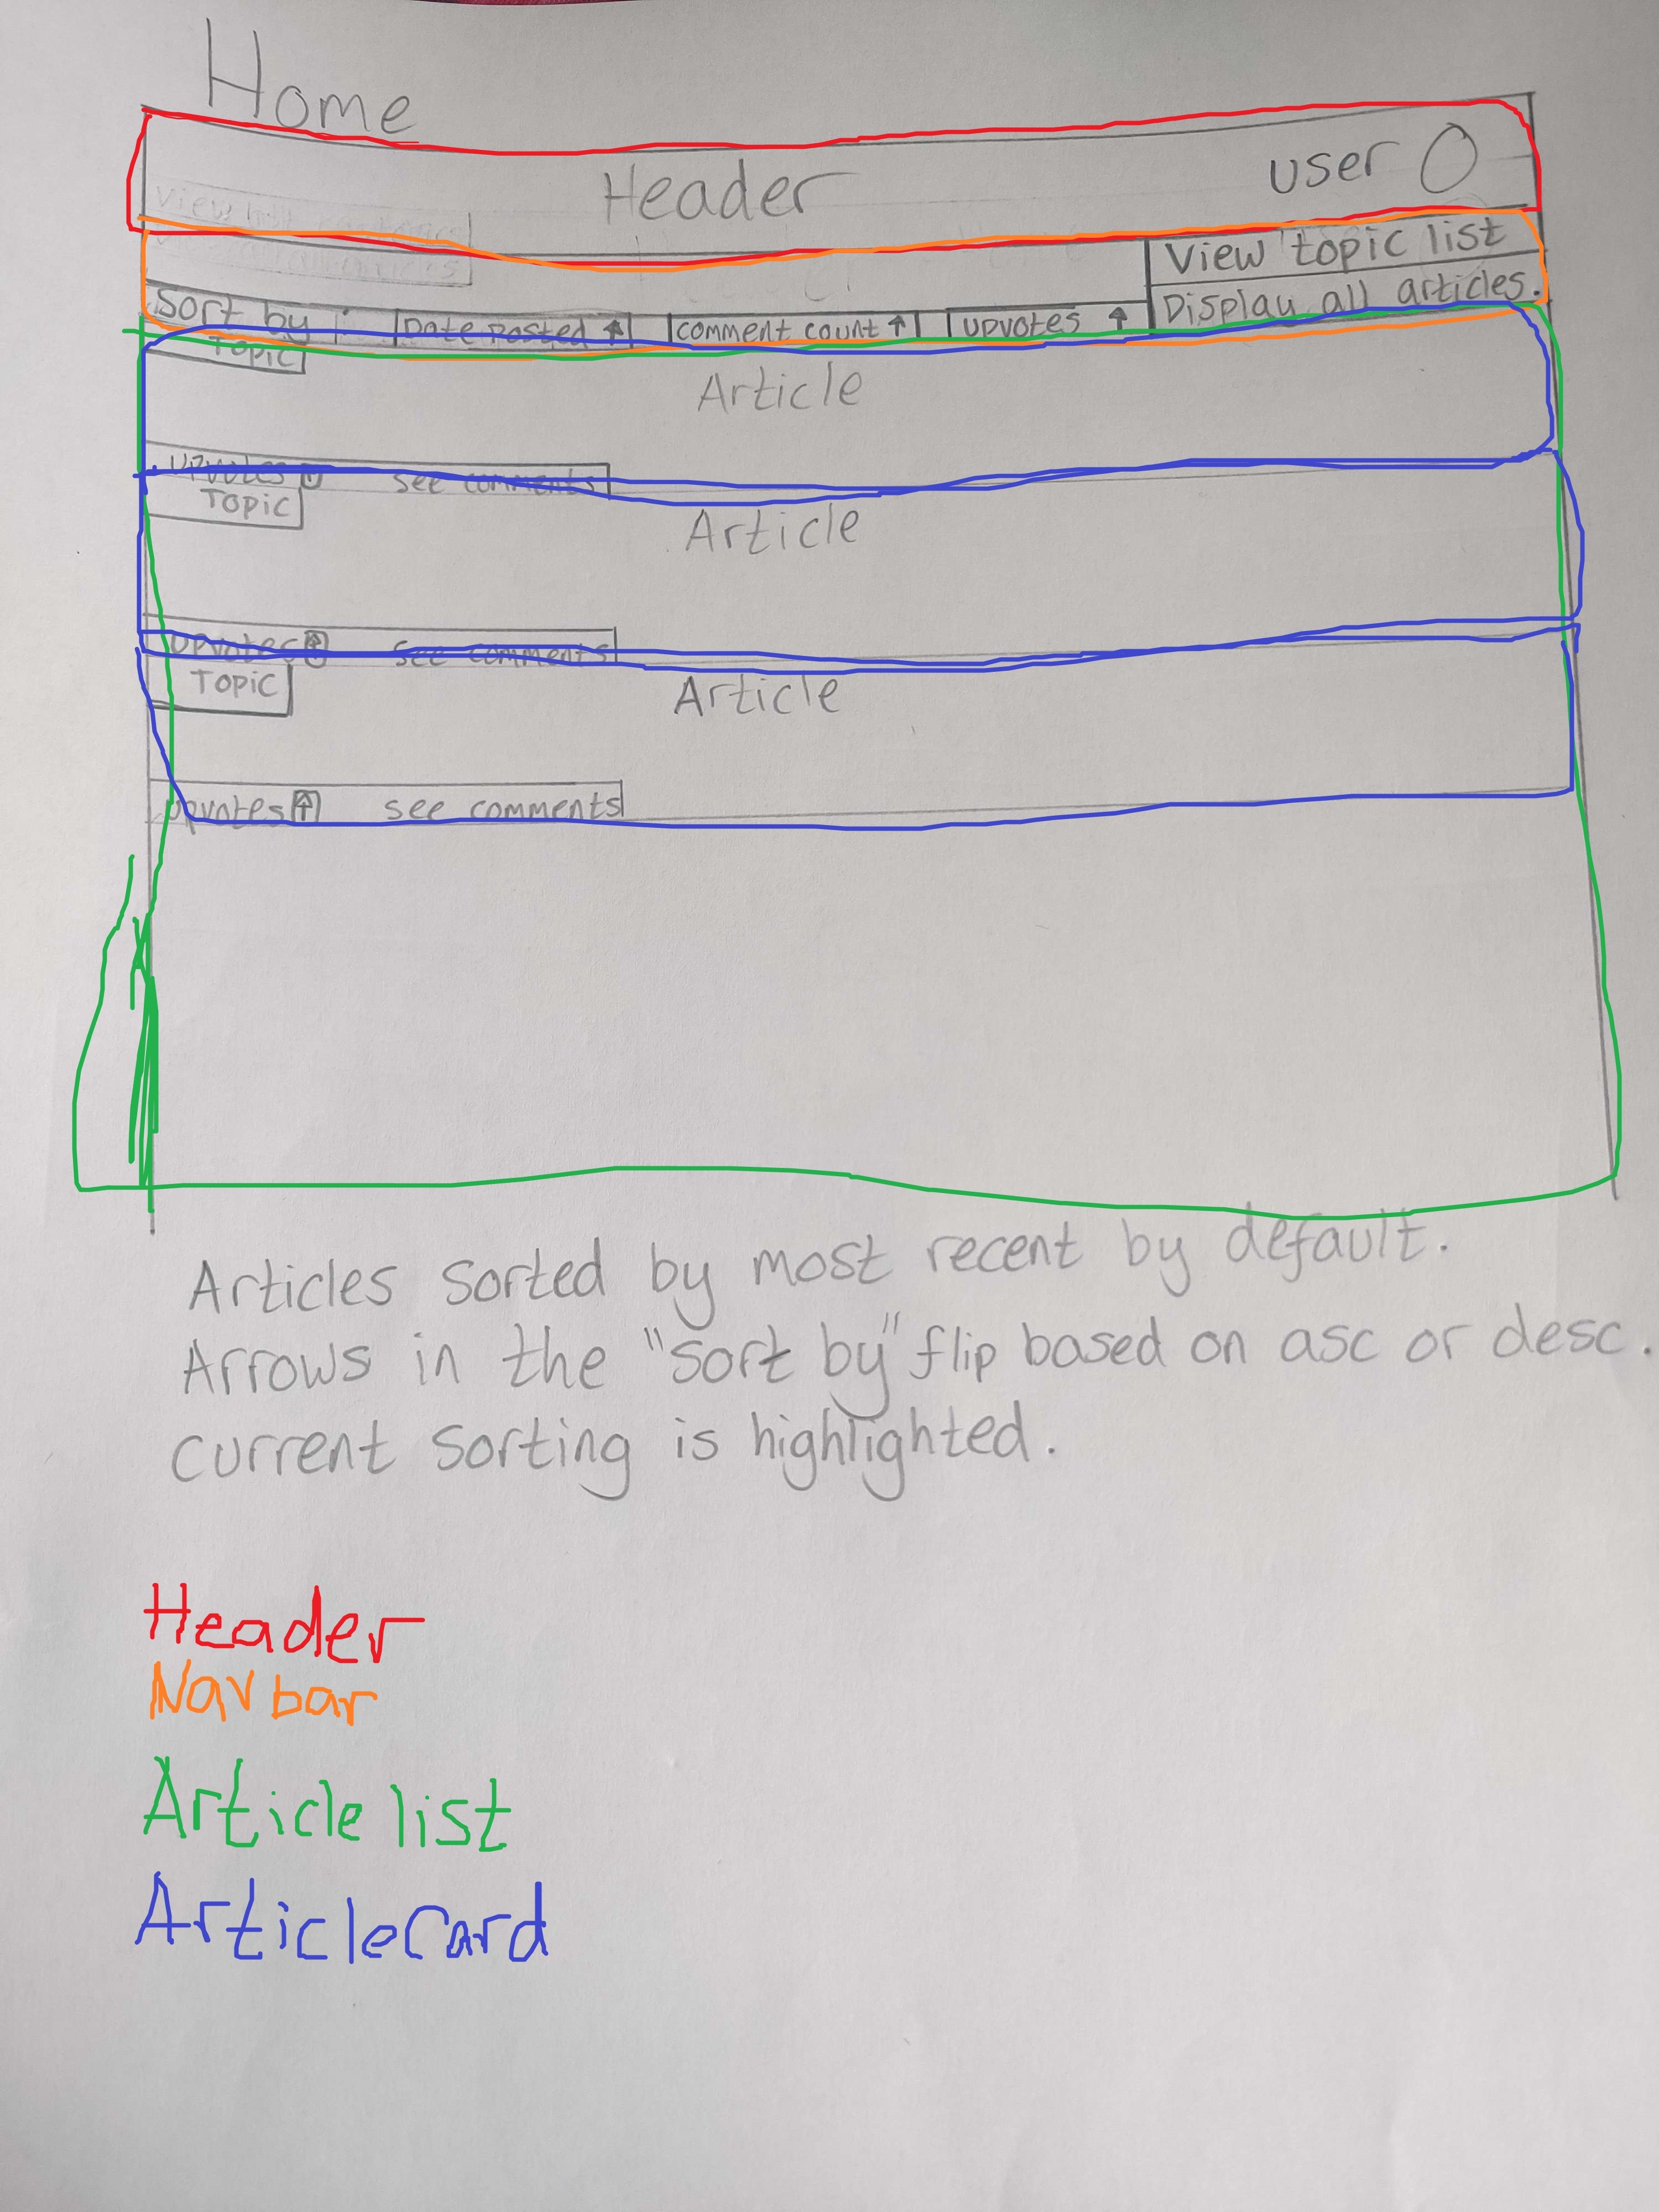 Home
Header
user
View topic list
Display all articles.
Sort by
Date posted ↑
comment count ↑
upvotes ↑
Topic
Article
upvotes ↑ see comments
Topic
Article
upvotes ↑ see comments
Topic
Article
upvotes ↑ see comments
Articles sorted by most recent by default.
Arrows in the "sort by" flip based on asc or desc.
current sorting is highlighted.
Header
Navbar
Article list
ArticleCard